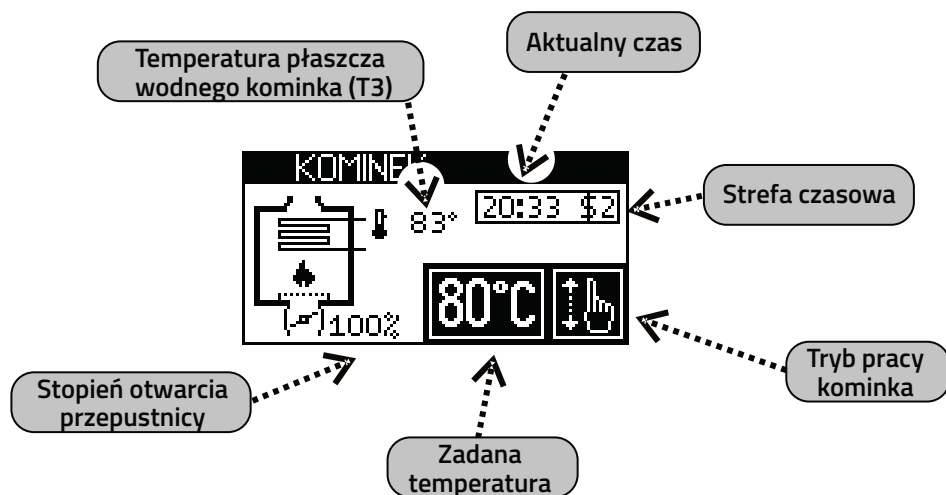 Aktualny czas
Temperatura płaszcza
wodnego kominka (T3)
KOMINEK
Strefa czasowa
20:33 S2
83°
80°C
100%
Tryb pracy
kominka
Stopień otwarcia
przepustnicy
Zadana
temperatura